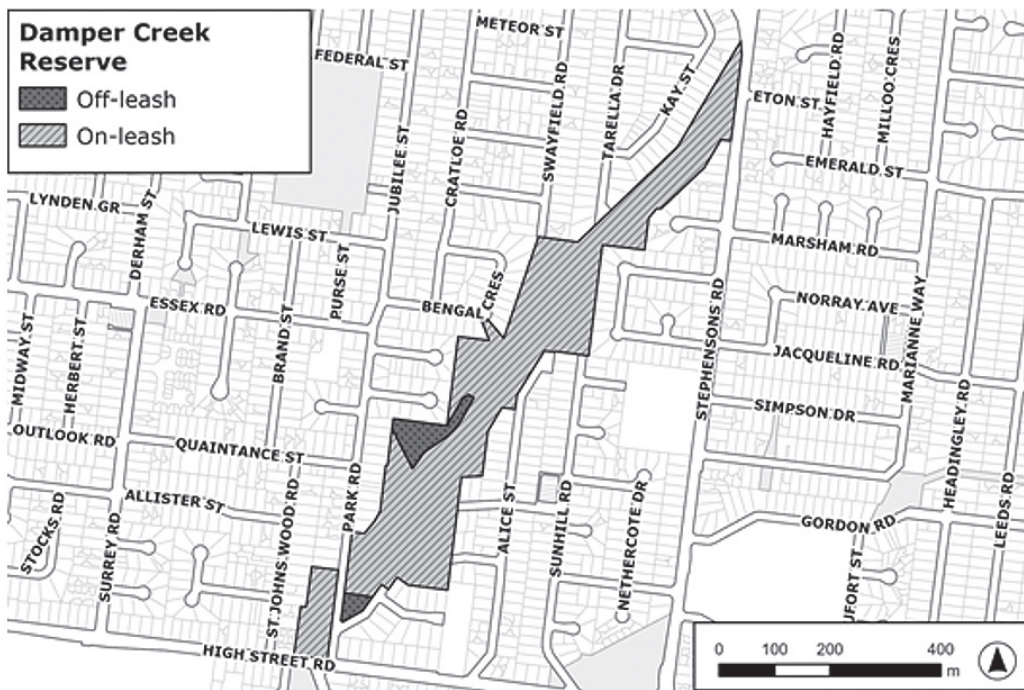 Damper Creek
Reserve
Off-leash
On-leash
METEOR ST
FEDERAL ST
KAY ST
TARELLA DR
SWAYFIELD RD
CRATLOE RD
JUBILEE ST
ETON ST
HAYFIELD RD
MILLOO CRES
EMERALD ST
LYNDEN GR
DERHAM ST
LEWIS ST
PURSE ST
MARSHAM RD
ESSEX RD
BENGAL CRES
NORRAY AVE
MARIANNE WAY
STEPHENSONS RD
JACQUELINE RD
MIDWAY ST
HERBERT ST
BRAND ST
SIMPSON DR
HEADINGLEY RD
OUTLOOK RD
QUAINTANCE ST
PARK RD
ALLISTER ST
STOCKS RD
SURREY RD
ST JOHNS WOOD RD
ALICE ST
SUNHILL RD
NETHERCOTE DR
GORDON RD
LEEDS RD
UFORT ST
HIGH STREET RD
0 100 200 400
m